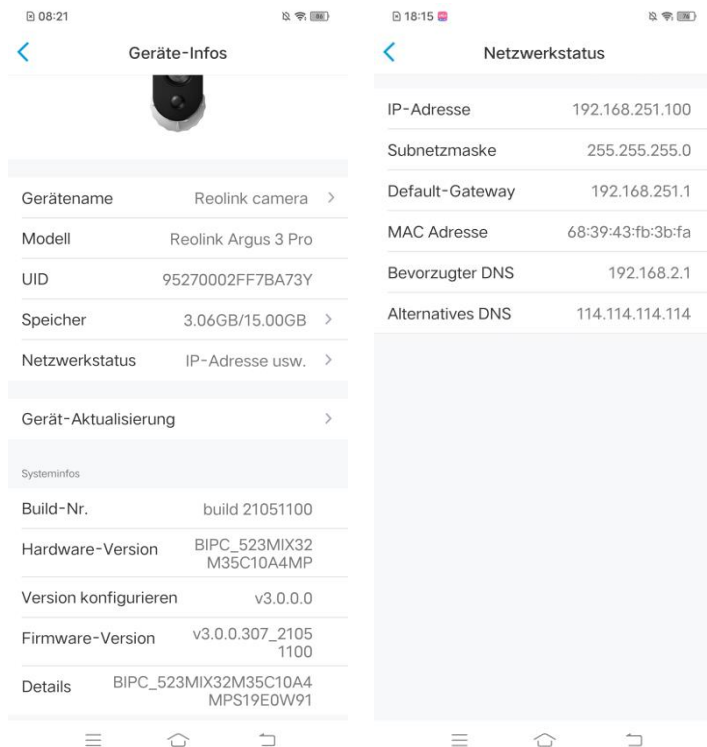 08:21
86
Geräte-Infos
Gerätename Reolink camera
Modell Reolink Argus 3 Pro
UID 95270002FF7BA73Y
Speicher 3.06GB/15.00GB
Netzwerkstatus IP-Adresse usw.
Gerät-Aktualisierung
Systeminfos
Build-Nr. build 21051100
Hardware-Version BIPC_523MIX32
M35C10A4MP
Version konfigurieren v3.0.0.0
Firmware-Version v3.0.0.307_2105
1100
Details BIPC_523MIX32M35C10A4
MPS19E0W91
18:15
Netzwerkstatus
IP-Adresse 192.168.251.100
Subnetzmaske 255.255.255.0
Default-Gateway 192.168.251.1
MAC Adresse 68:39:43:fb:3b:fa
Bevorzugter DNS 192.168.2.1
Alternatives DNS 114.114.114.114